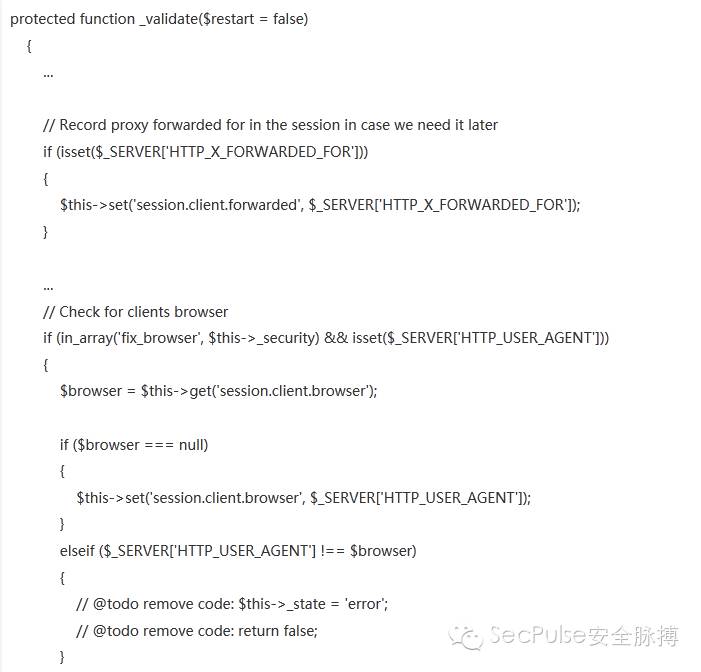 protected function _validate($restart = false)
{
...
// Record proxy forwarded for in the session in case we need it later
if (isset($_SERVER['HTTP_X_FORWARDED_FOR']))
{
$this->set('session.client.forwarded', $_SERVER['HTTP_X_FORWARDED_FOR']);
}
...
// Check for clients browser
if (in_array('fix_browser', $this->_security) && isset($_SERVER['HTTP_USER_AGENT']))
{
$browser = $this->get('session.client.browser');
if ($browser === null)
{
$this->set('session.client.browser', $_SERVER['HTTP_USER_AGENT']);
}
elseif ($_SERVER['HTTP_USER_AGENT'] !== $browser)
{
// @todo remove code: $this->_state = 'error';
// @todo remove code: return false;
}
SecPulse安全脉搏